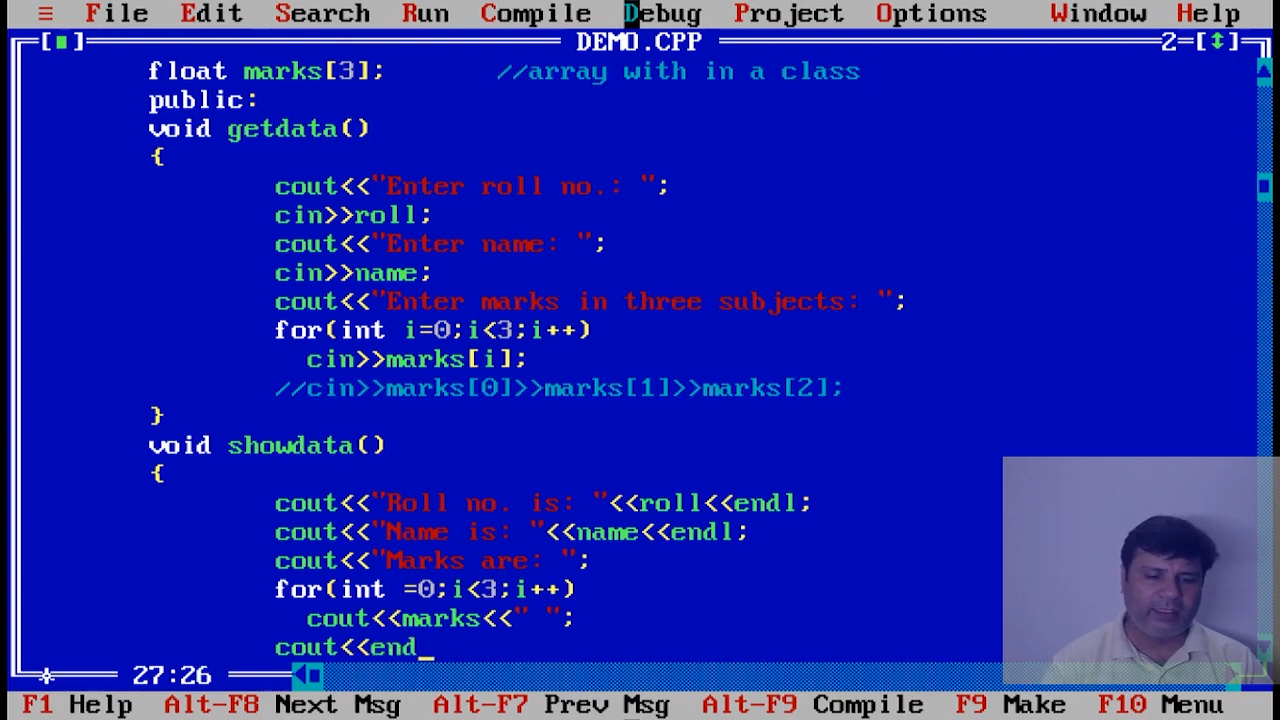 ≡ File Edit Search Run Compile Debug Project Options Window Help
[■] DEMO.CPP 2=[↕]
float marks[3]; //array with in a class
public:
void getdata()
{
cout<<"Enter roll no.: ";
cin>>roll;
cout<<"Enter name: ";
cin>>name;
cout<<"Enter marks in three subjects: ";
for(int i=0;i<3;i++)
cin>>marks[i];
//cin>>marks[0]>>marks[1]>>marks[2];
}
void showdata()
{
cout<<"Roll no. is: "<<roll<<endl;
cout<<"Name is: "<<name<<endl;
cout<<"Marks are: ";
for(int =0;i<3;i++)
cout<<marks<<" ";
cout<<end_
27:26
F1 Help Alt-F8 Next Msg Alt-F7 Prev Msg Alt-F9 Compile F9 Make F10 Menu